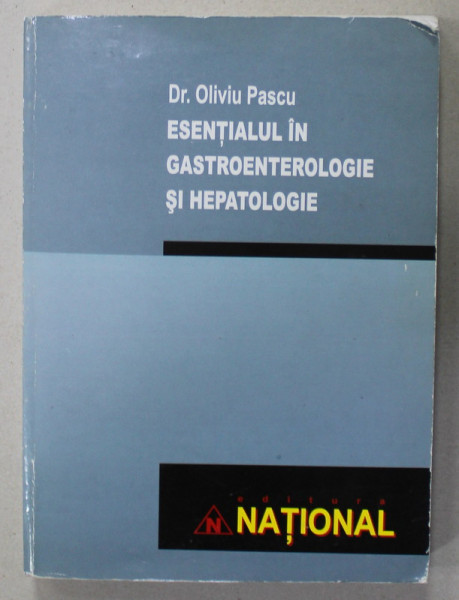 Dr. Oliviu Pascu
ESENȚIALUL ÎN
GASTROENTEROLOGIE
ȘI HEPATOLOGIE
editura
N NAȚIONAL